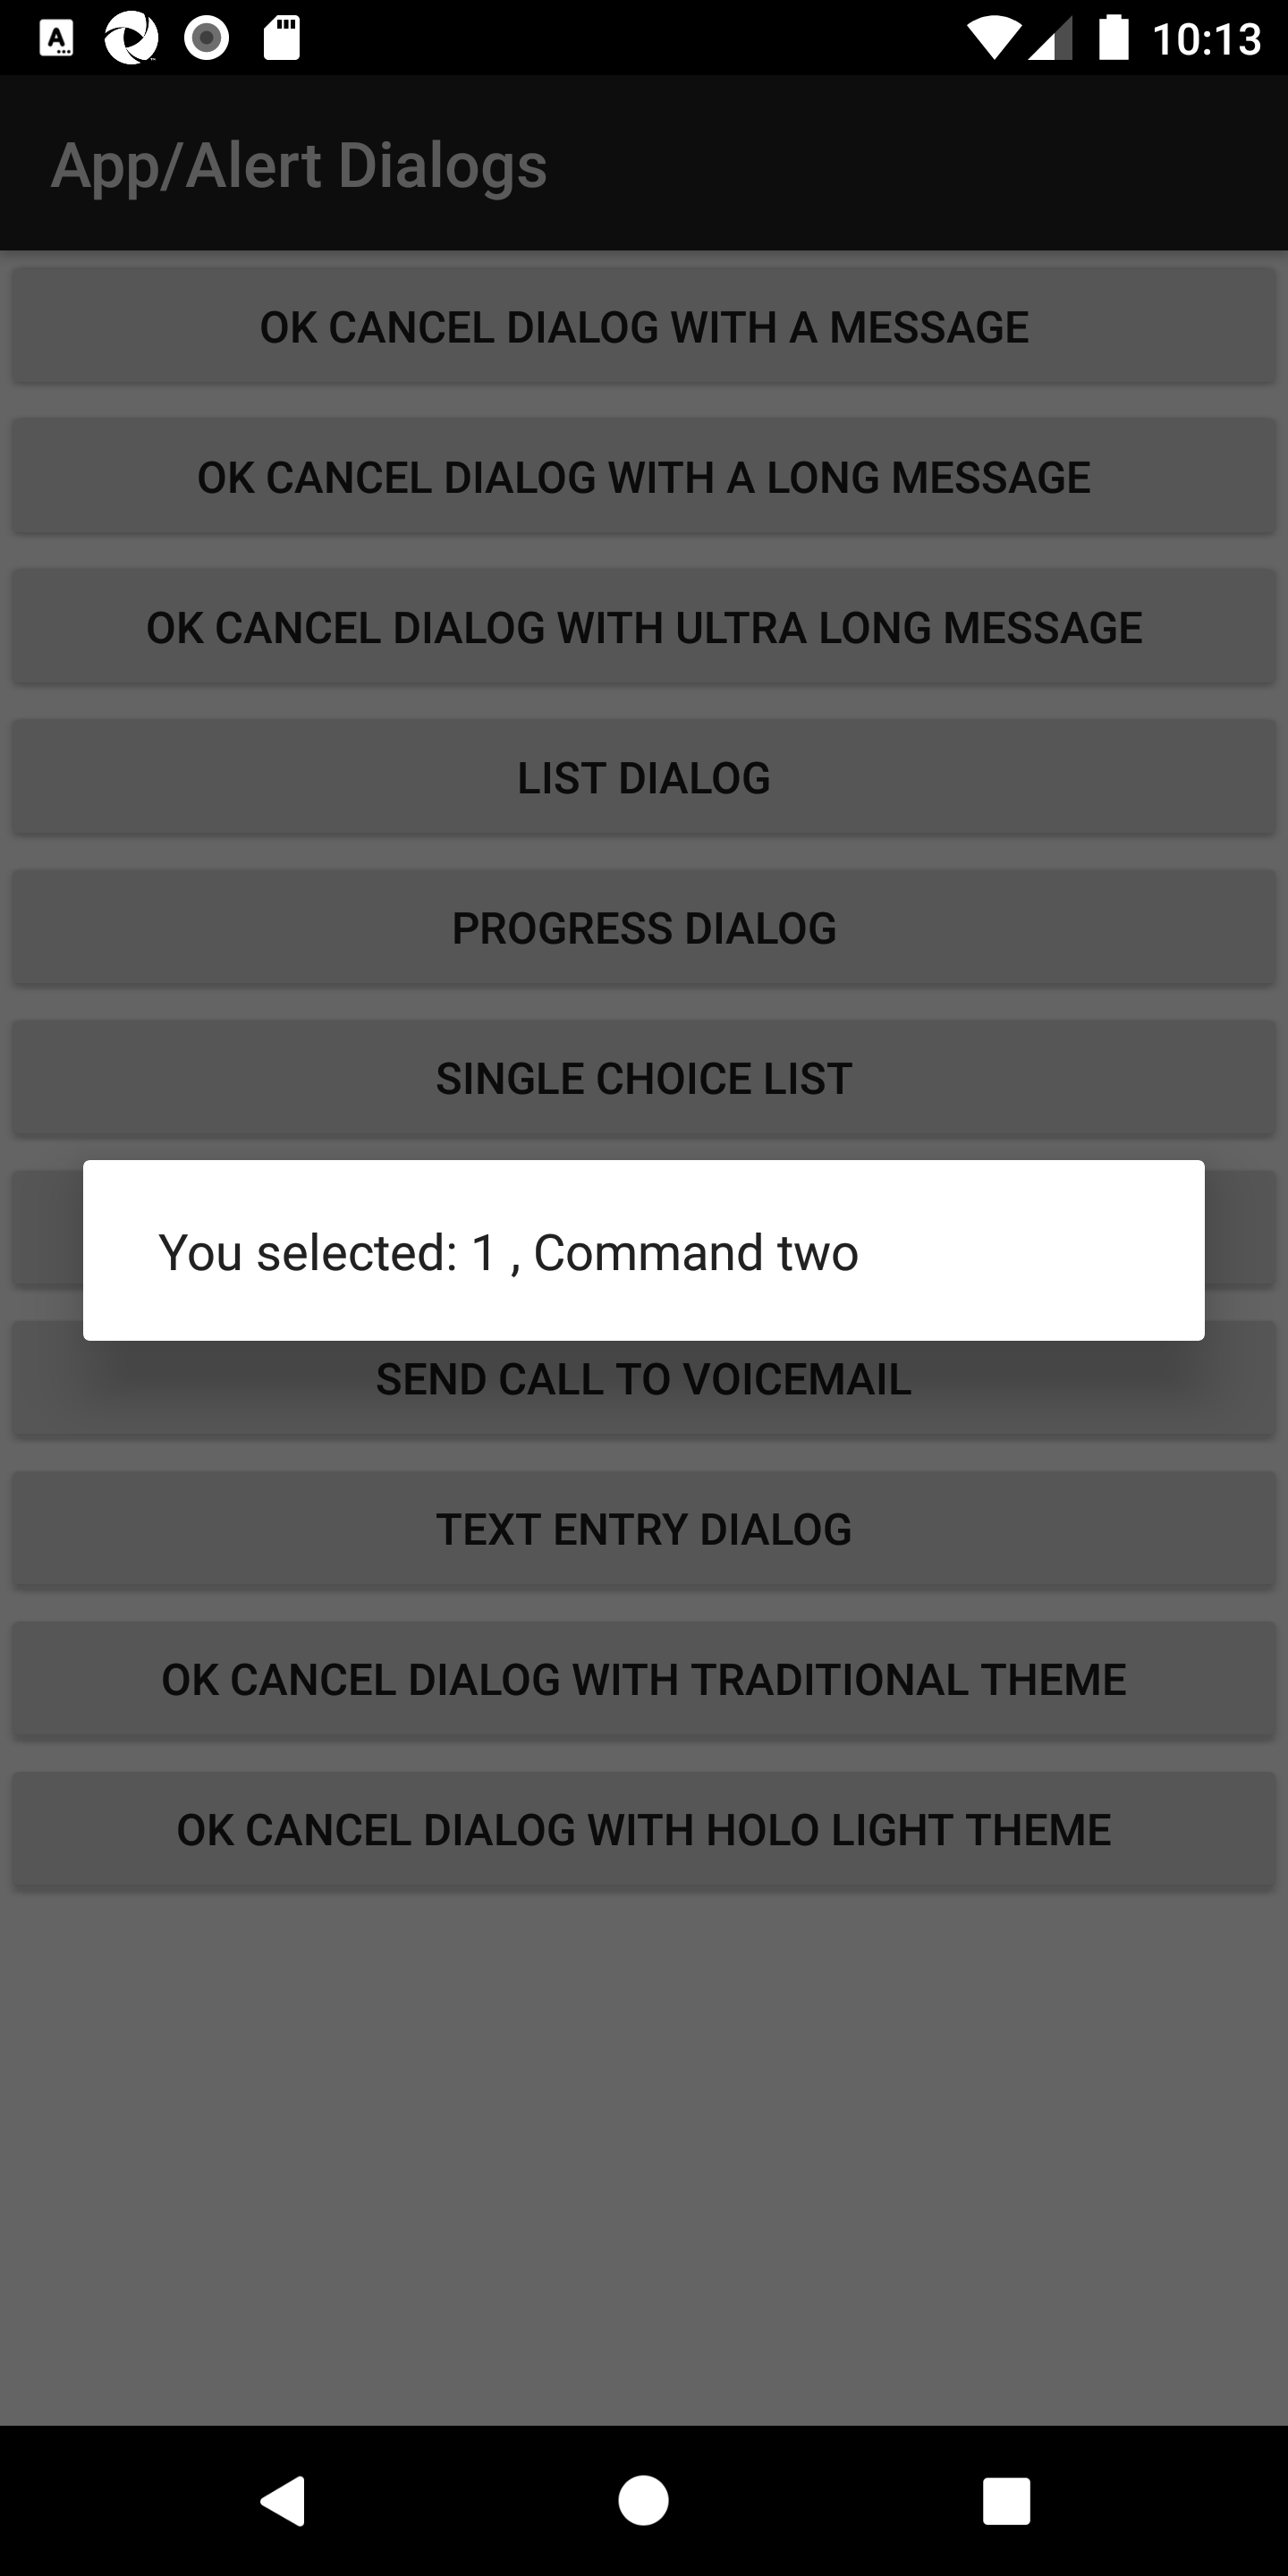 10:13
App/Alert Dialogs
OK CANCEL DIALOG WITH A MESSAGE
OK CANCEL DIALOG WITH A LONG MESSAGE
OK CANCEL DIALOG WITH ULTRA LONG MESSAGE
LIST DIALOG
PROGRESS DIALOG
SINGLE CHOICE LIST
You selected: 1 , Command two
SEND CALL TO VOICEMAIL
TEXT ENTRY DIALOG
OK CANCEL DIALOG WITH TRADITIONAL THEME
OK CANCEL DIALOG WITH HOLO LIGHT THEME